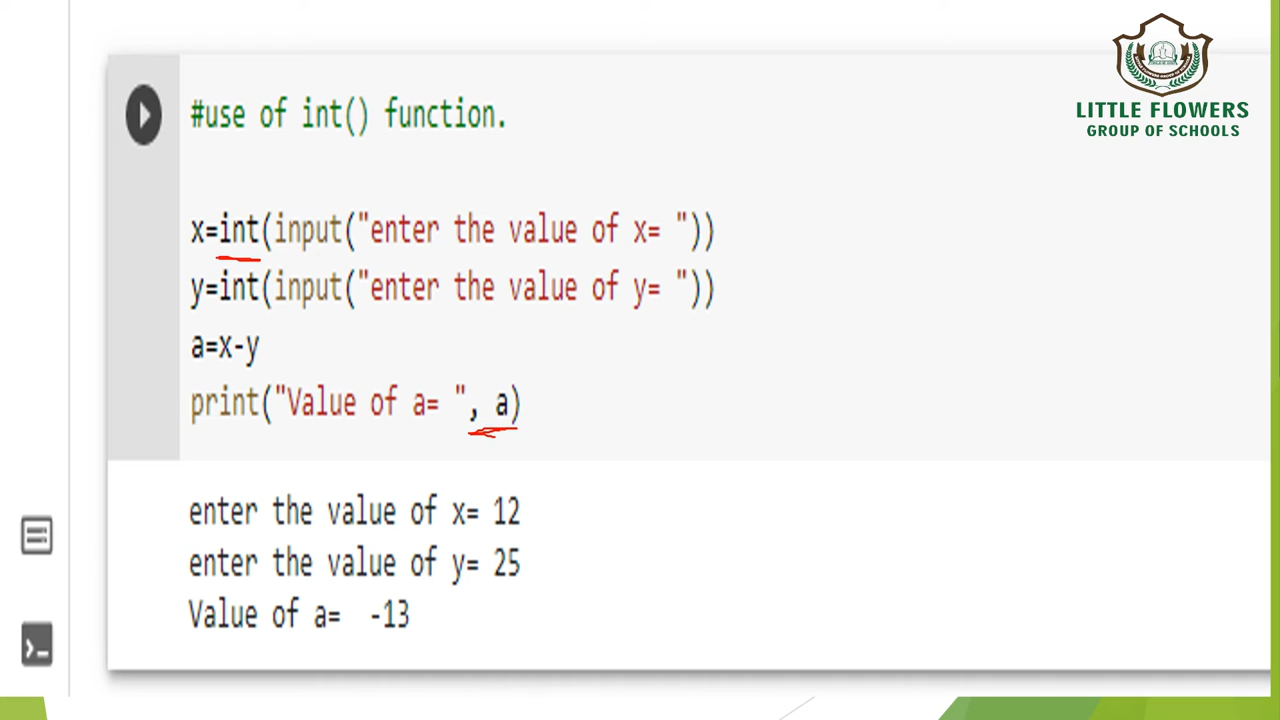 LITTLE FLOWERS
GROUP OF SCHOOLS
#use of int() function.
x=int(input("enter the value of x= "))
y=int(input("enter the value of y= "))
a=x-y
print("Value of a= ", a)
enter the value of x= 12
enter the value of y= 25
Value of a=  -13